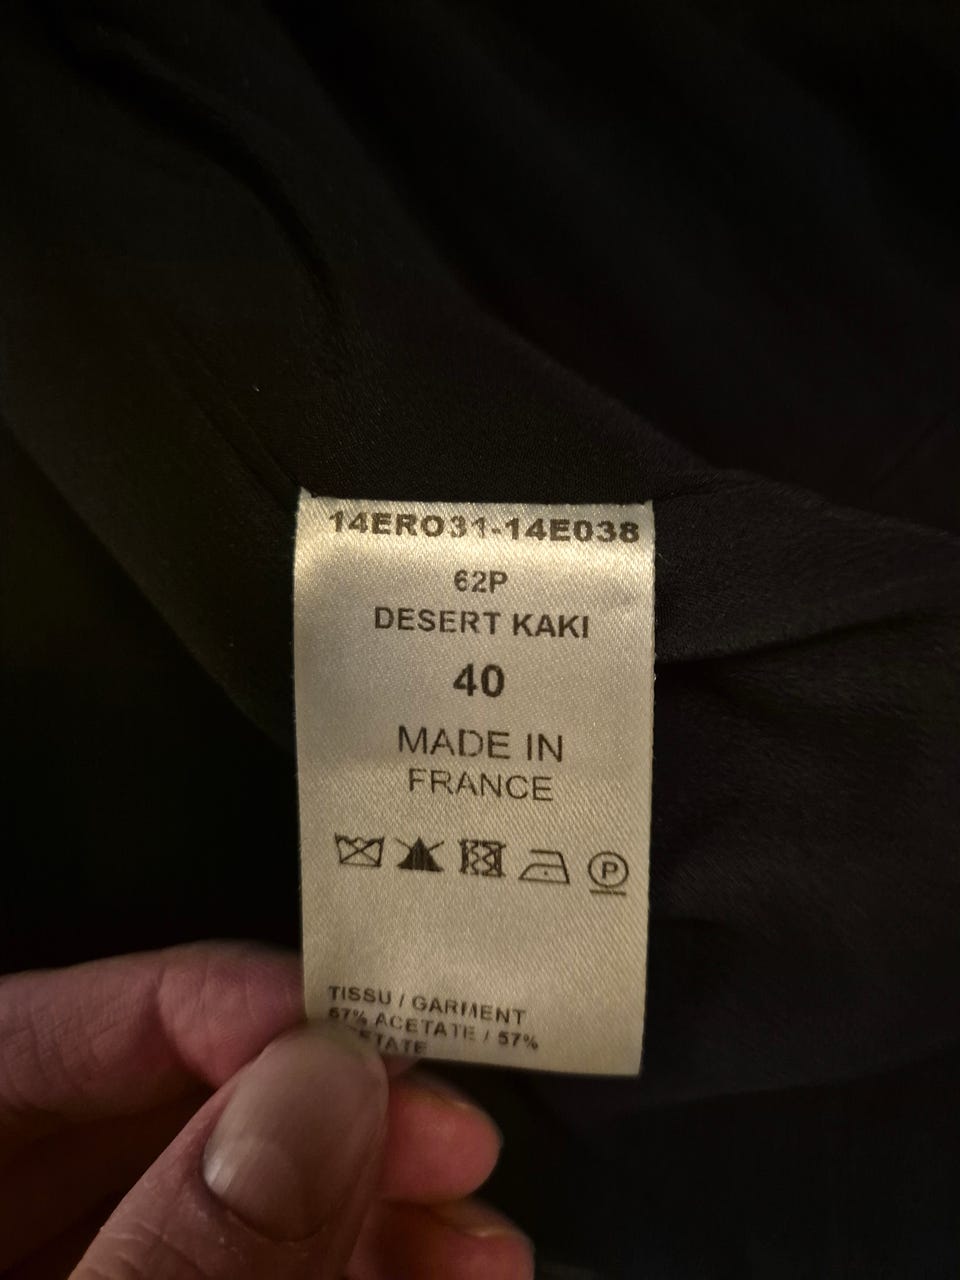 14ERO31-14E038
62P
DESERT KAKI
40
MADE IN
FRANCE
P
TISSU / GARMENT
57% ACETATE / 57%